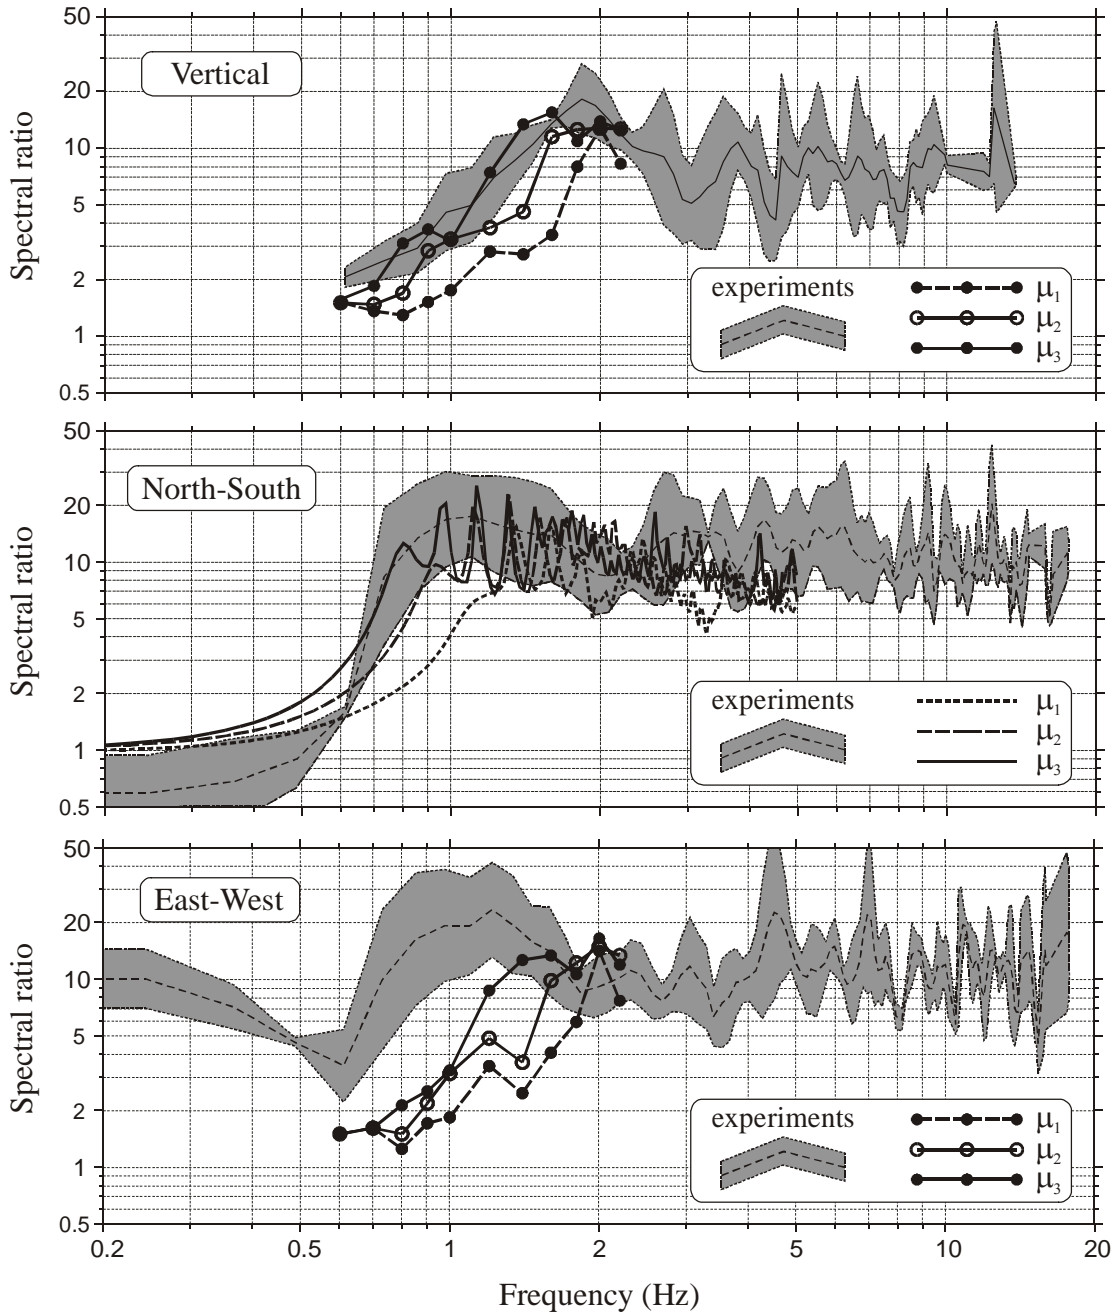 50
20
10
5
2
1
0.5
Spectral ratio
Vertical
experiments
μ1
μ2
μ3
50
20
10
5
2
1
0.5
Spectral ratio
North-South
experiments
μ1
μ2
μ3
50
20
10
5
2
1
0.5
Spectral ratio
East-West
experiments
μ1
μ2
μ3
0.2 0.5 1 2 5 10 20
Frequency (Hz)